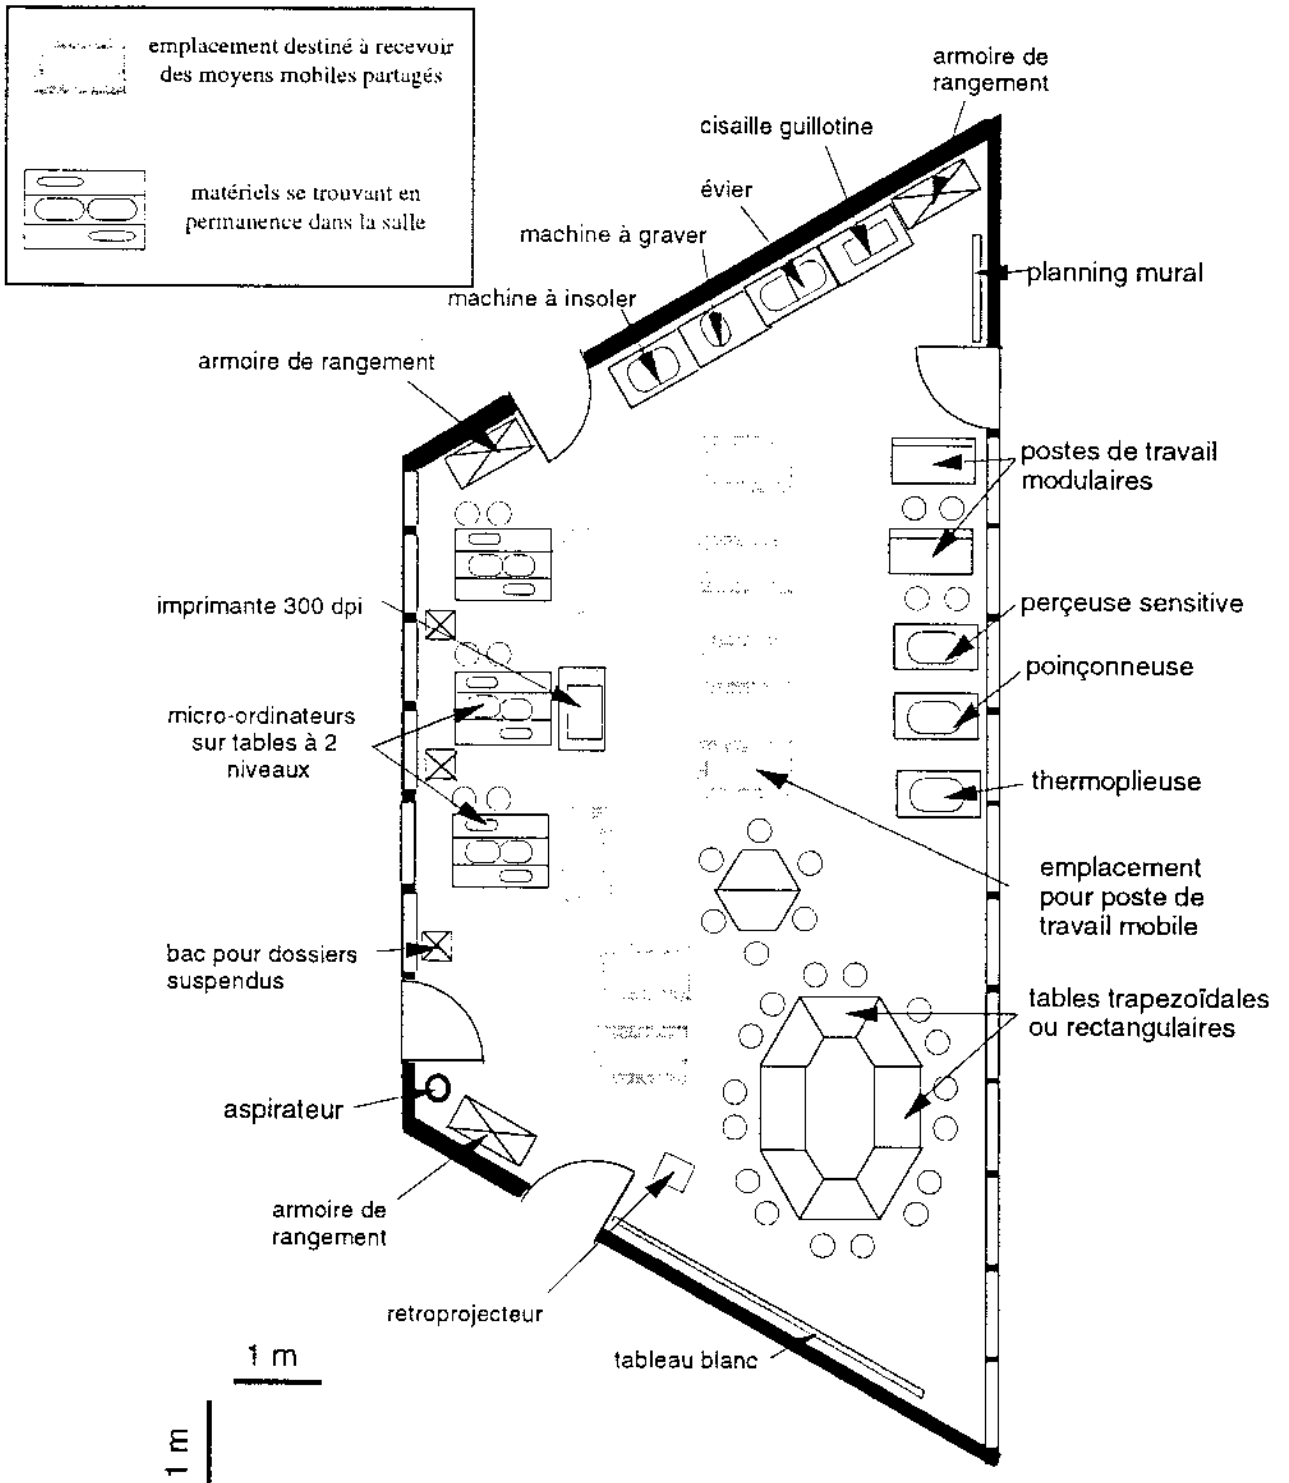 emplacement destiné à recevoir
des moyens mobiles partagés
matériels se trouvant en
permanence dans la salle
armoire de
rangement
cisaille guillotine
évier
machine à graver
planning mural
machine à insoler
armoire de rangement
postes de travail
modulaires
imprimante 300 dpi
perçeuse sensitive
poinçonneuse
micro-ordinateurs
sur tables à 2
niveaux
thermoplieuse
emplacement
pour poste de
travail mobile
bac pour dossiers
suspendus
tables trapezoïdales
ou rectangulaires
aspirateur
armoire de
rangement
retroprojecteur
tableau blanc
1 m
1 m